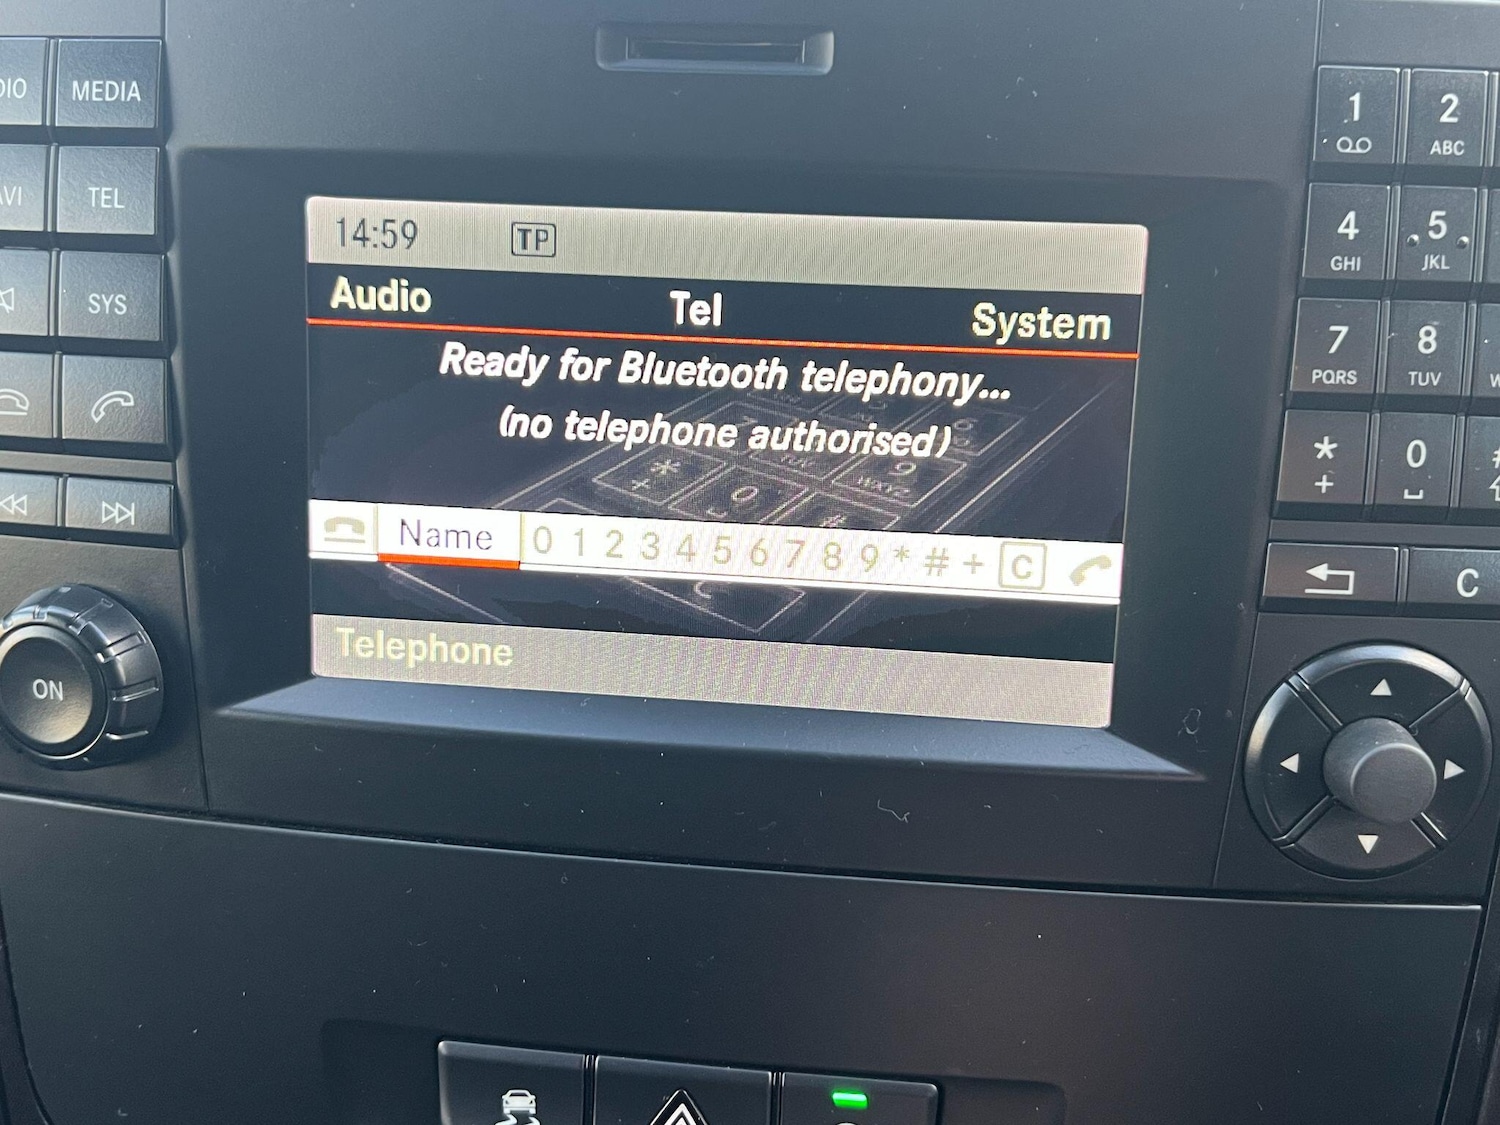 MEDIA
TEL
SYS
ON
14:59 TP
Audio Tel System
Ready for Bluetooth telephony...
(no telephone authorised)
Name 0 1 2 3 4 5 6 7 8 9 * # + C
Telephone
1 2
ABC
4 5
GHI JKL
7 8
PQRS TUV
* 0
+
C